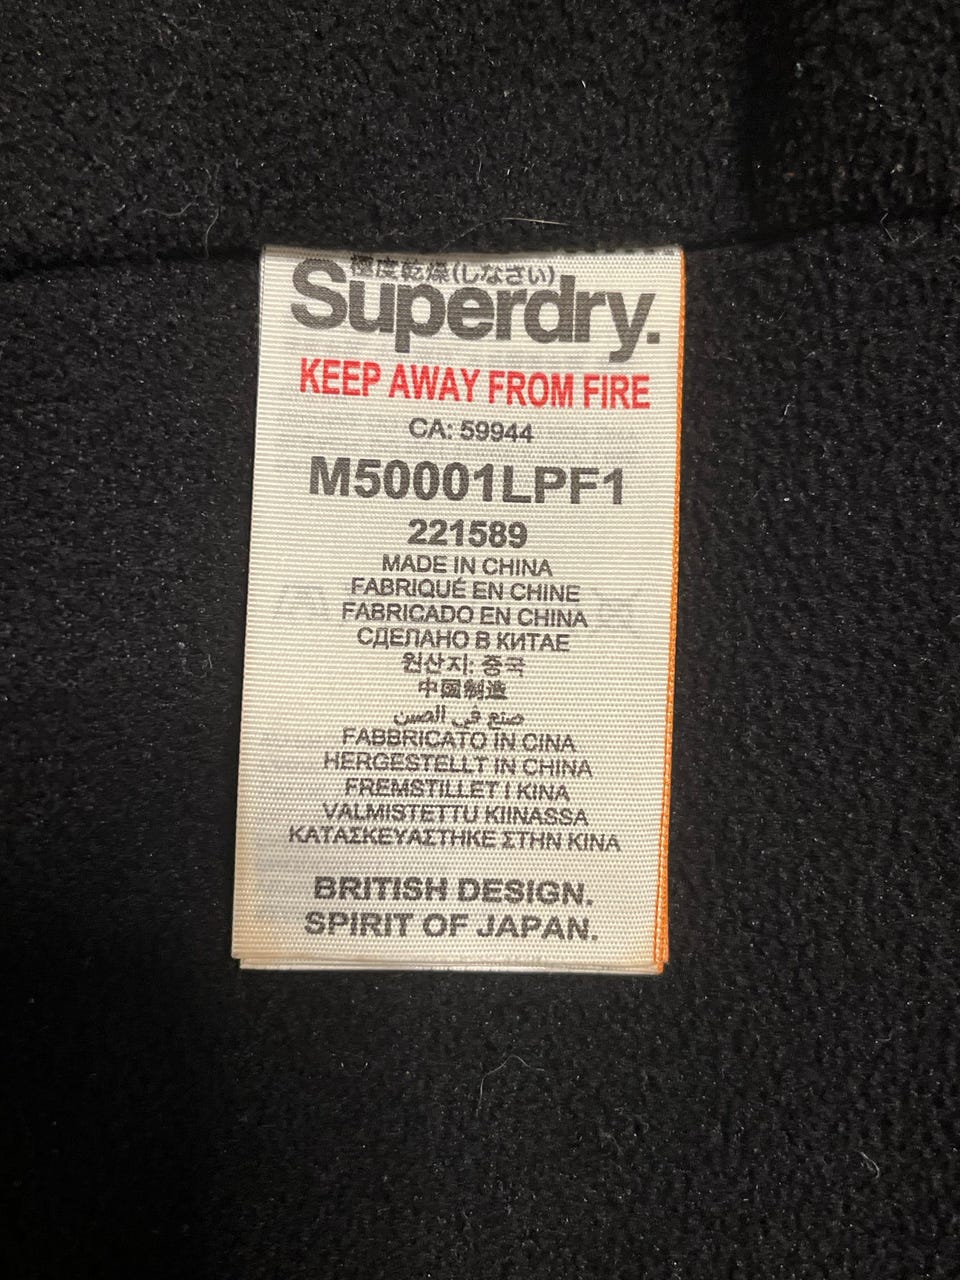 極度乾燥(しなさい)
Superdry.
KEEP AWAY FROM FIRE
CA: 59944
M50001LPF1
221589
MADE IN CHINA
FABRIQUÉ EN CHINE
FABRICADO EN CHINA
СДЕЛАНО В КИТАЕ
원산지: 중국
中国制造
صنع في الصين
FABBRICATO IN CINA
HERGESTELLT IN CHINA
FREMSTILLET I KINA
VALMISTETTU KIINASSA
ΚΑΤΑΣΚΕΥΑΣΤΗΚΕ ΣΤΗΝ ΚΙΝΑ
BRITISH DESIGN.
SPIRIT OF JAPAN.